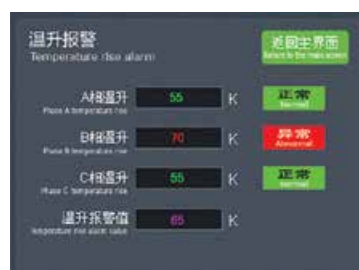 温升报警
Temperature rise alarm
返回主界面
Return to the main screen
A相温升 55 K 正常
Phase A temperature rise Normal
B相温升 70 K 异常
Phase B temperature rise Abnormal
C相温升 55 K 正常
Phase C temperature rise Normal
温升报警值 65 K
Temperature rise alarm value